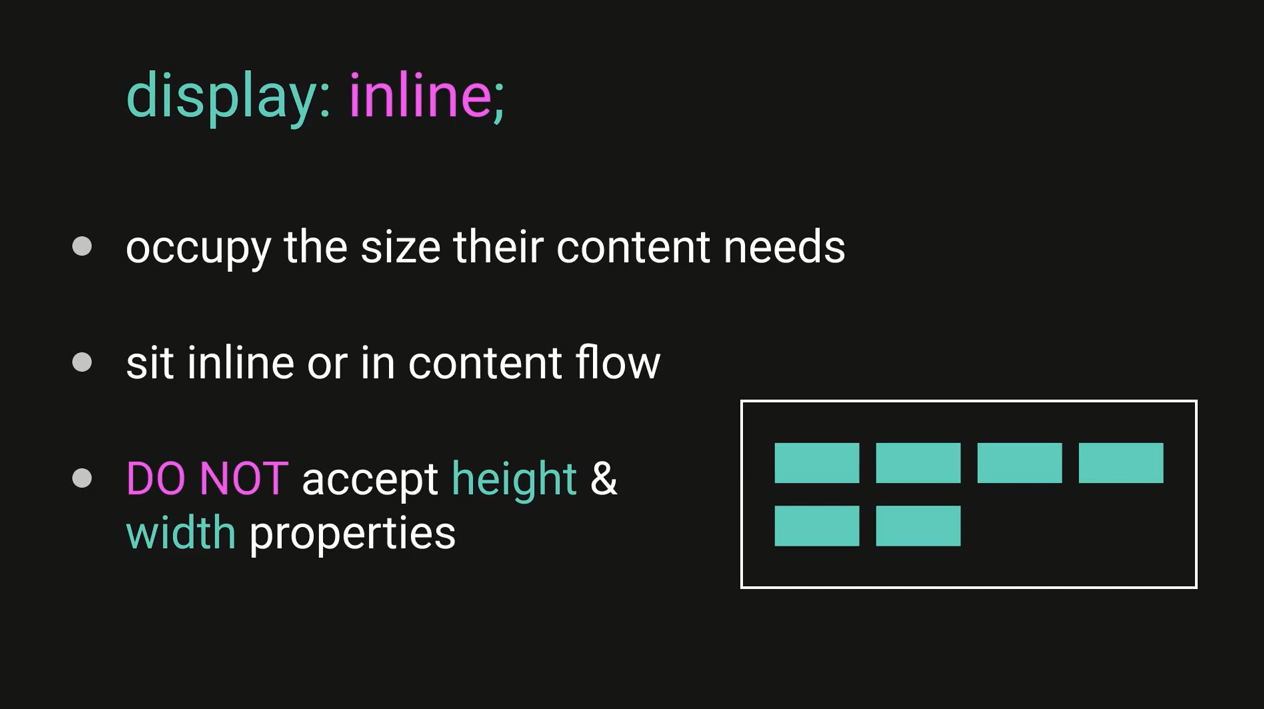 display: inline;
occupy the size their content needs
sit inline or in content flow
DO NOT accept height &
width properties